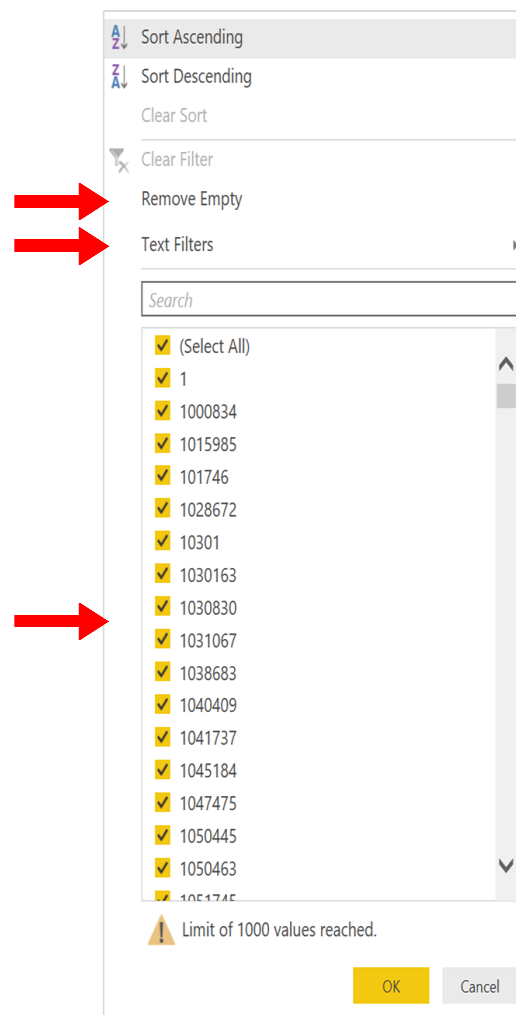 Sort Ascending
Sort Descending
Clear Sort
Clear Filter
Remove Empty
Text Filters
Search
(Select All)
1
1000834
1015985
101746
1028672
10301
1030163
1030830
1031067
1038683
1040409
1041737
1045184
1047475
1050445
1050463
1051745
Limit of 1000 values reached.
OK Cancel